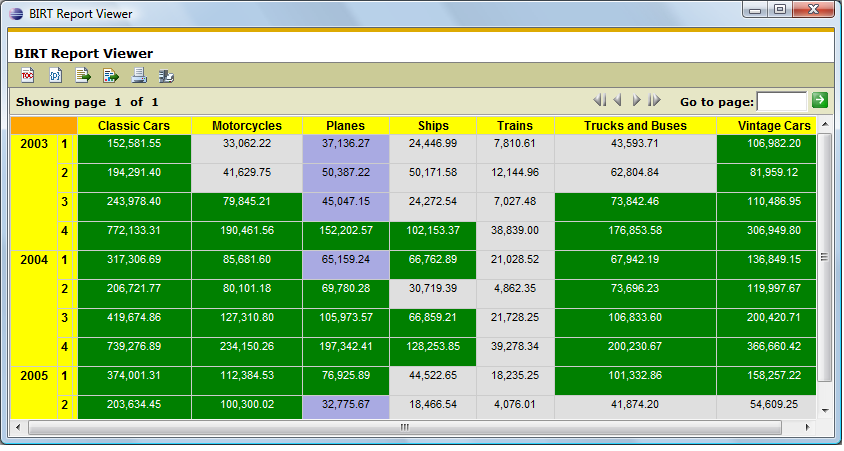 BIRT Report Viewer
BIRT Report Viewer
TOC
Showing page 1 of 1 Go to page:
Classic Cars Motorcycles Planes Ships Trains Trucks and Buses Vintage Cars
2003 1 152,581.55 33,062.22 37,136.27 24,446.99 7,810.61 43,593.71 106,982.20
2 194,291.40 41,629.75 50,387.22 50,171.58 12,144.96 62,804.84 81,959.12
3 243,978.40 79,845.21 45,047.15 24,272.54 7,027.48 73,842.46 110,486.95
4 772,133.31 190,461.56 152,202.57 102,153.37 38,839.00 176,853.58 306,949.80
2004 1 317,306.69 85,681.60 65,159.24 66,762.89 21,028.52 67,942.19 136,849.15
2 206,721.77 80,101.18 69,780.28 30,719.39 4,862.35 73,696.23 119,997.67
3 419,674.86 127,310.80 105,973.57 66,859.21 21,728.25 106,833.60 200,420.71
4 739,276.89 234,150.26 197,342.41 128,253.85 39,278.34 200,230.67 366,660.42
2005 1 374,001.31 112,384.53 76,925.89 44,522.65 18,235.25 101,332.86 158,257.22
2 203,634.45 100,300.02 32,775.67 18,466.54 4,076.01 41,874.20 54,609.25